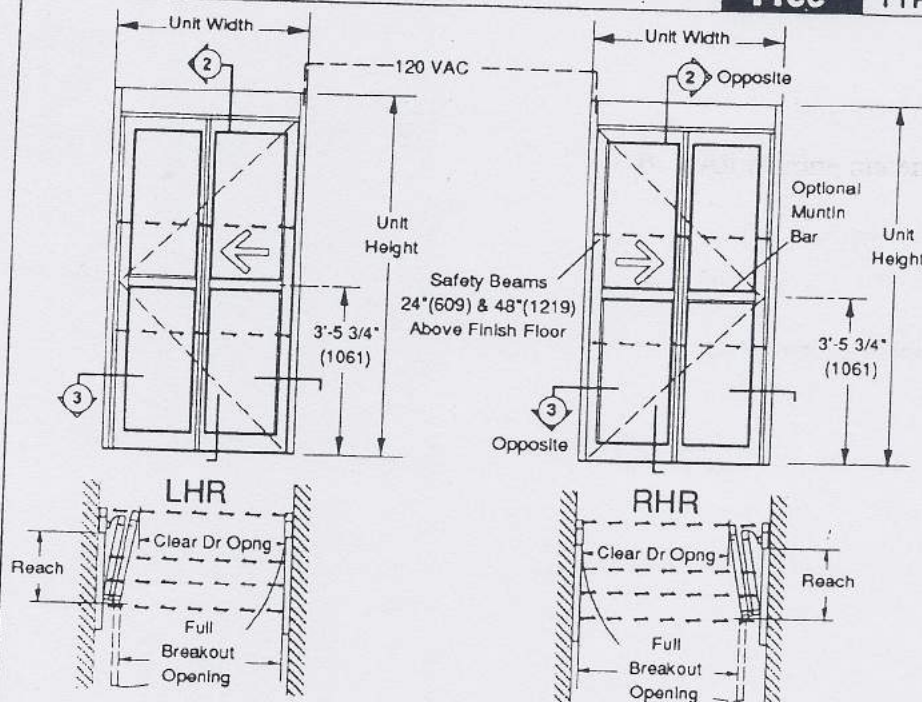 Unit Width
2
120 VAC
Unit Height
3'-5 3/4"
(1061)
3
LHR
Reach
Clear Dr Opng
Full
Breakout
Opening
Unit Width
2 Opposite
Optional
Muntin
Bar
Unit
Height
Safety Beams
24"(609) & 48"(1219)
Above Finish Floor
3'-5 3/4"
(1061)
3
Opposite
RHR
Clear Dr Opng
Reach
Full
Breakout
Opening